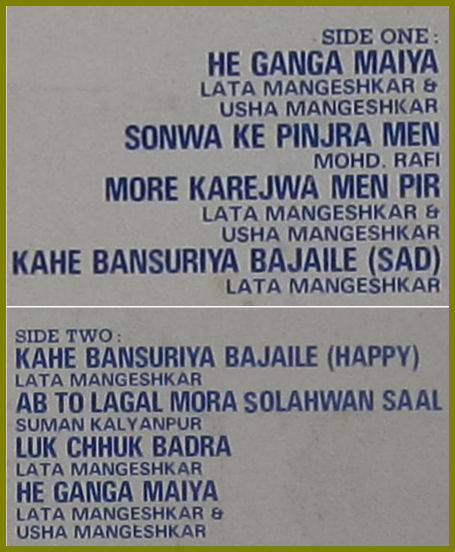 SIDE ONE :
HE GANGA MAIYA
LATA MANGESHKAR &
USHA MANGESHKAR
SONWA KE PINJRA MEN
MOHD. RAFI
MORE KAREJWA MEN PIR
LATA MANGESHKAR &
USHA MANGESHKAR
KAHE BANSURIYA BAJAILE (SAD)
LATA MANGESHKAR
SIDE TWO :
KAHE BANSURIYA BAJAILE (HAPPY)
LATA MANGESHKAR
AB TO LAGAL MORA SOLAHWAN SAAL
SUMAN KALYANPUR
LUK CHHUK BADRA
LATA MANGESHKAR
HE GANGA MAIYA
LATA MANGESHKAR &
USHA MANGESHKAR